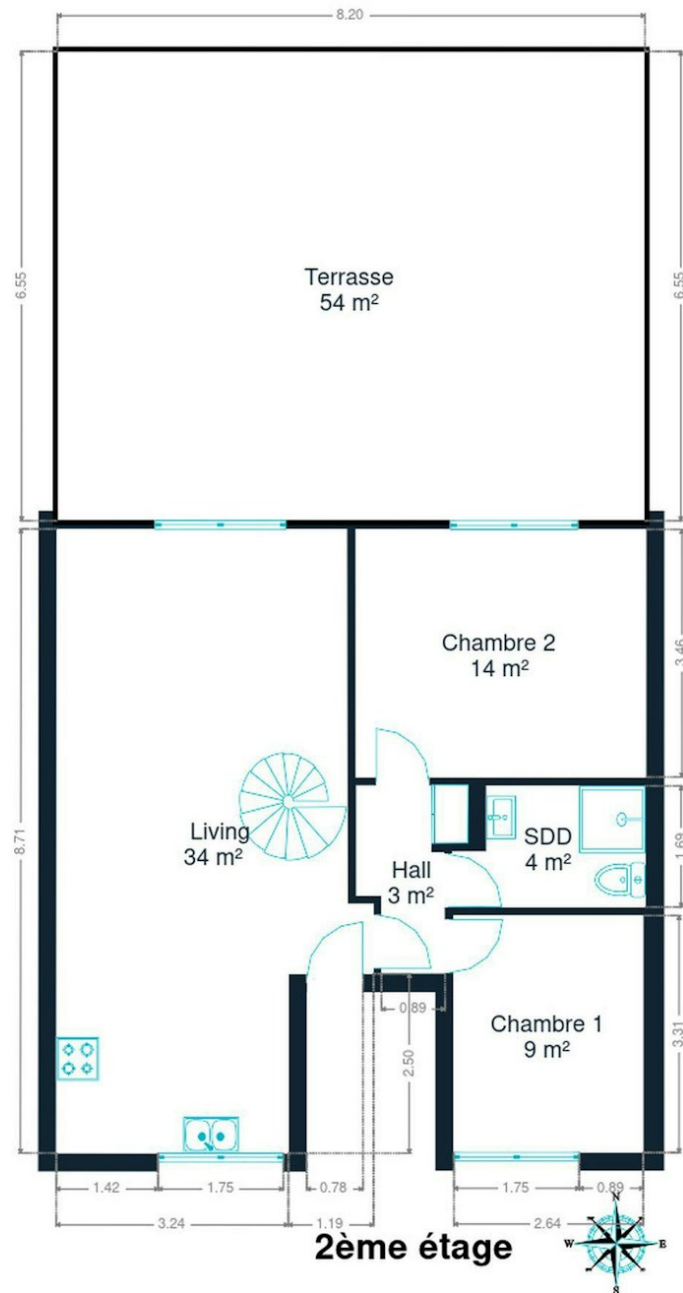 8.20
6.55
6.55
Terrasse
54 m²
Chambre 2
14 m²
3.46
8.71
Living
34 m²
SDD
4 m²
1.69
Hall
3 m²
0.89
2.50
Chambre 1
9 m²
3.31
1.42
1.75
0.78
1.75
0.89
3.24
1.19
2.64
2ème étage
N
W
E
S